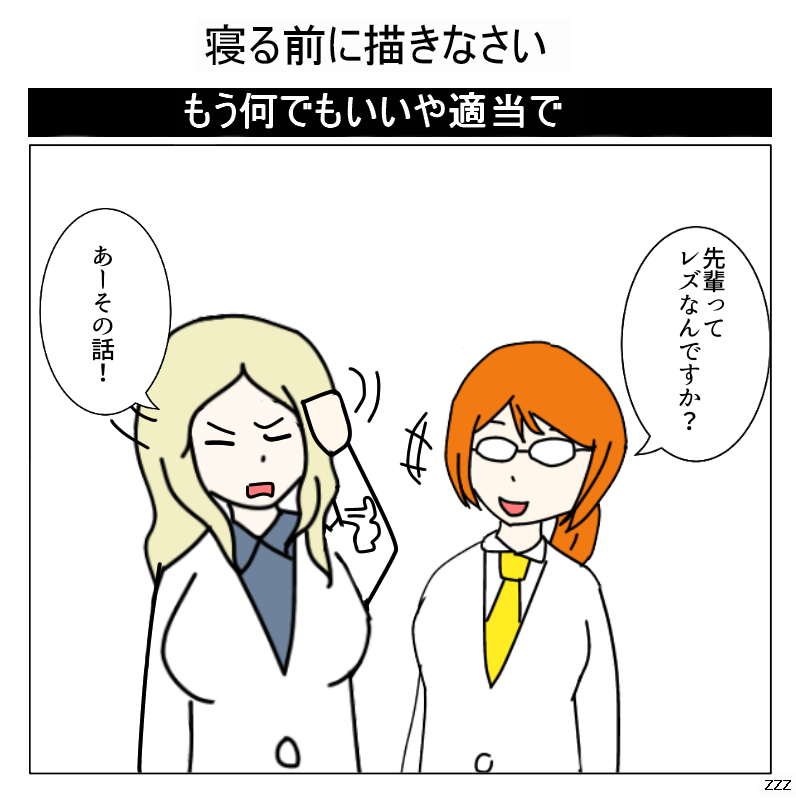 寝る前に描きなさい
もう何でもいいや適当で
先輩って
レズなんですか？
あーその話！
zzz